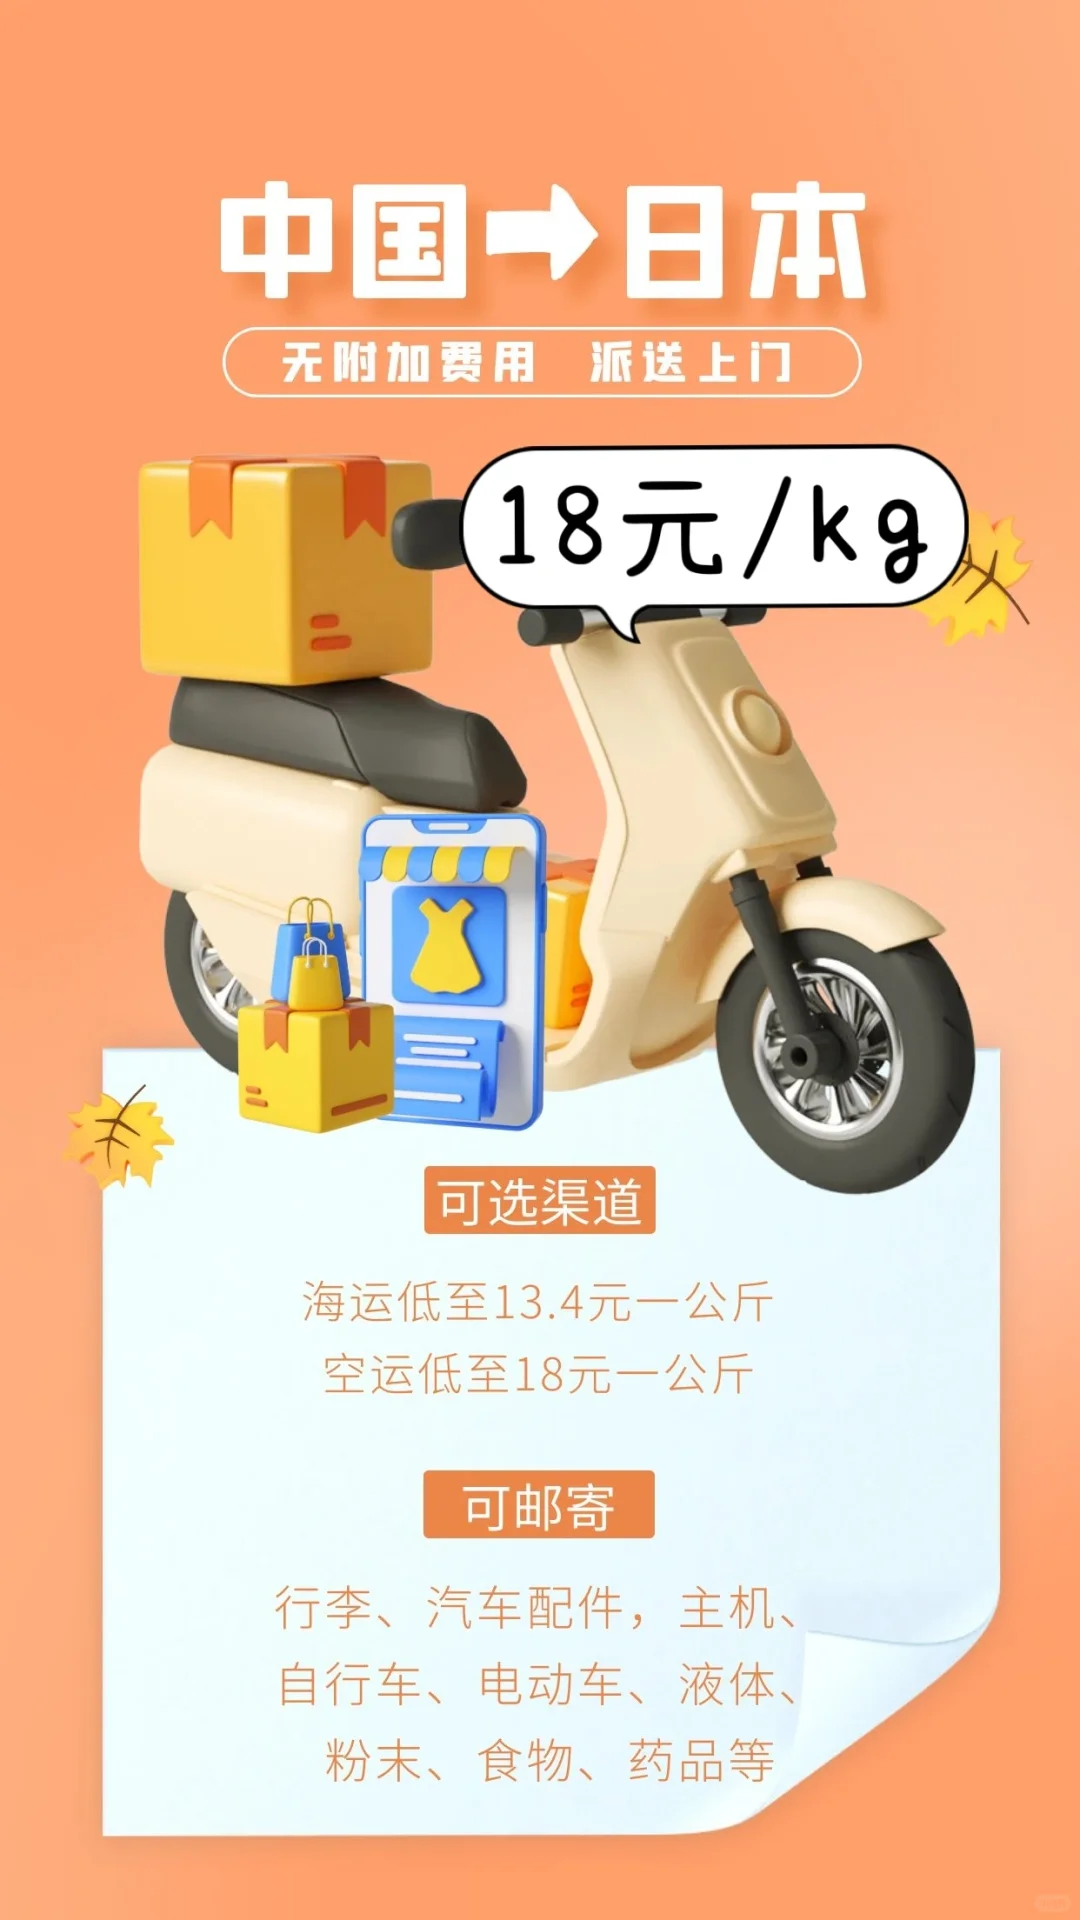 中国➡日本
无附加费用 派送上门
18元/kg
可选渠道
海运低至13.4元一公斤
空运低至18元一公斤
可邮寄
行李、汽车配件，主机、
自行车、电动车、液体、
粉末、食物、药品等